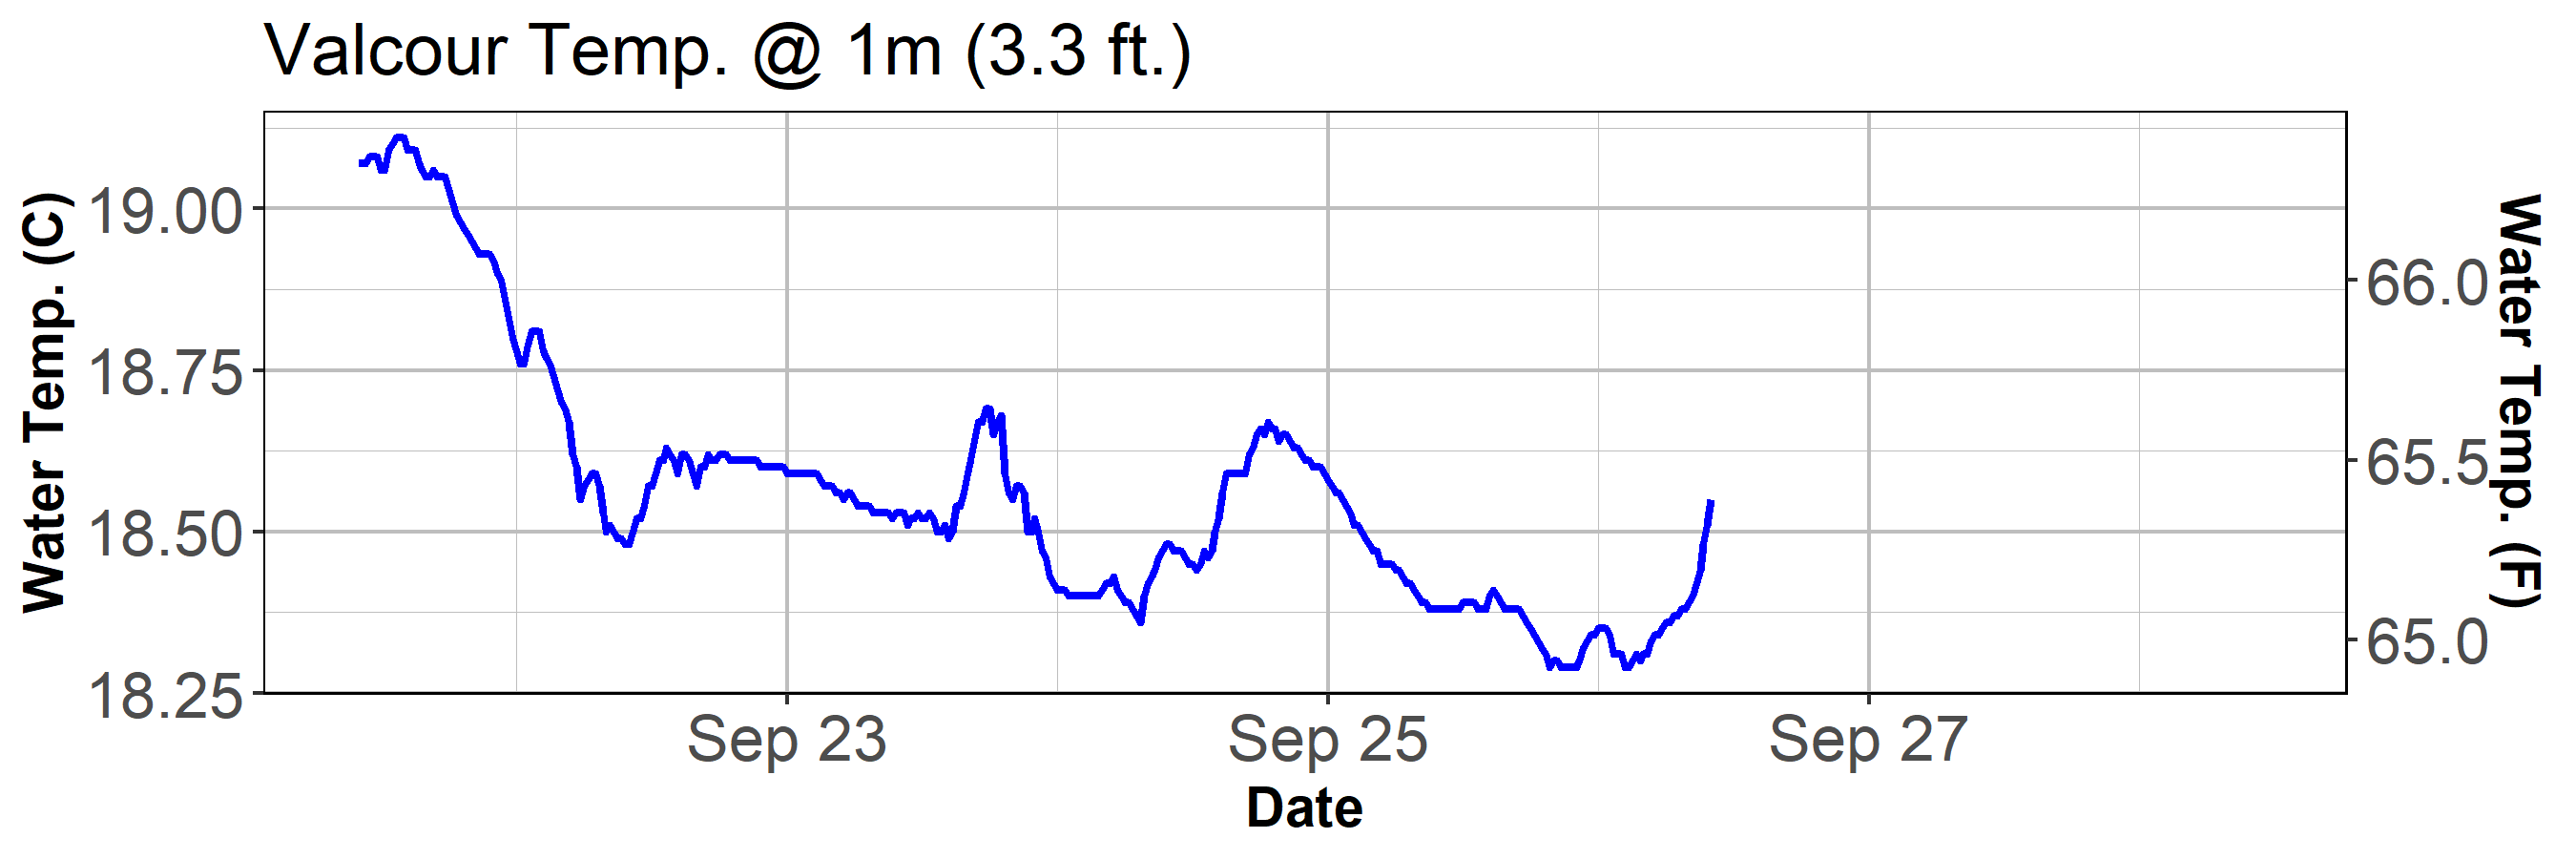 Valcour Temp. @ 1m (3.3 ft.)
Water Temp. (C)
19.00
18.75
18.50
18.25
66.0
65.5
65.0
Water Temp. (F)
Sep 23
Sep 25
Sep 27
Date